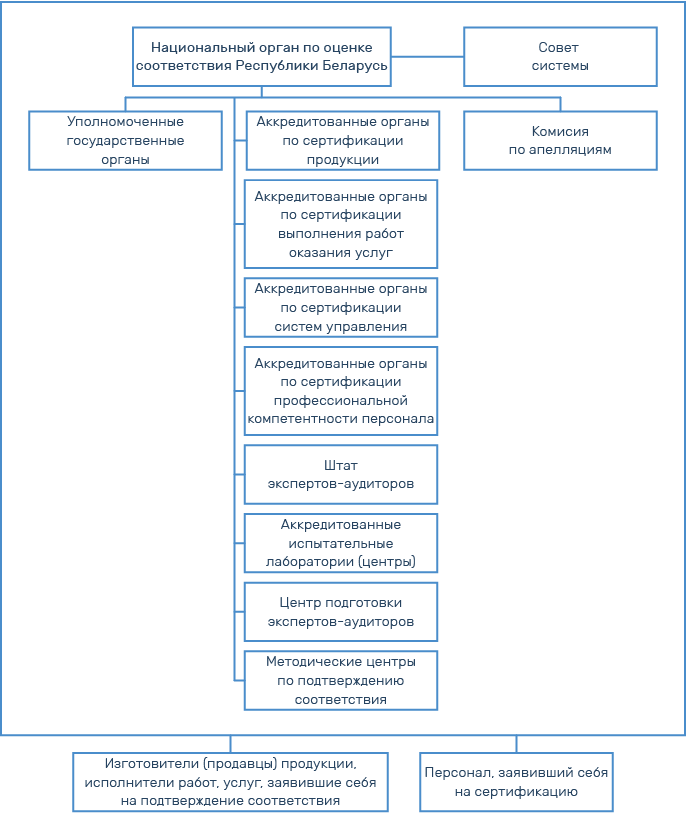 Национальный орган по оценке
соответствия Республики Беларусь
Совет
системы
Уполномоченные
государственные
органы
Аккредитованные органы
по сертификации
продукции
Комисия
по апелляциям
Аккредитованные органы
по сертификации
выполнения работ
оказания услуг
Аккредитованные органы
по сертификации
систем управления
Аккредитованные органы
по сертификации
профессиональной
компетентности персонала
Штат
экспертов-аудиторов
Аккредитованные
испытательные
лаборатории (центры)
Центр подготовки
экспертов-аудиторов
Методические центры
по подтверждению
соответствия
Изготовители (продавцы) продукции,
исполнители работ, услуг, заявившие себя
на подтверждение соответствия
Персонал, заявивший себя
на сертификацию